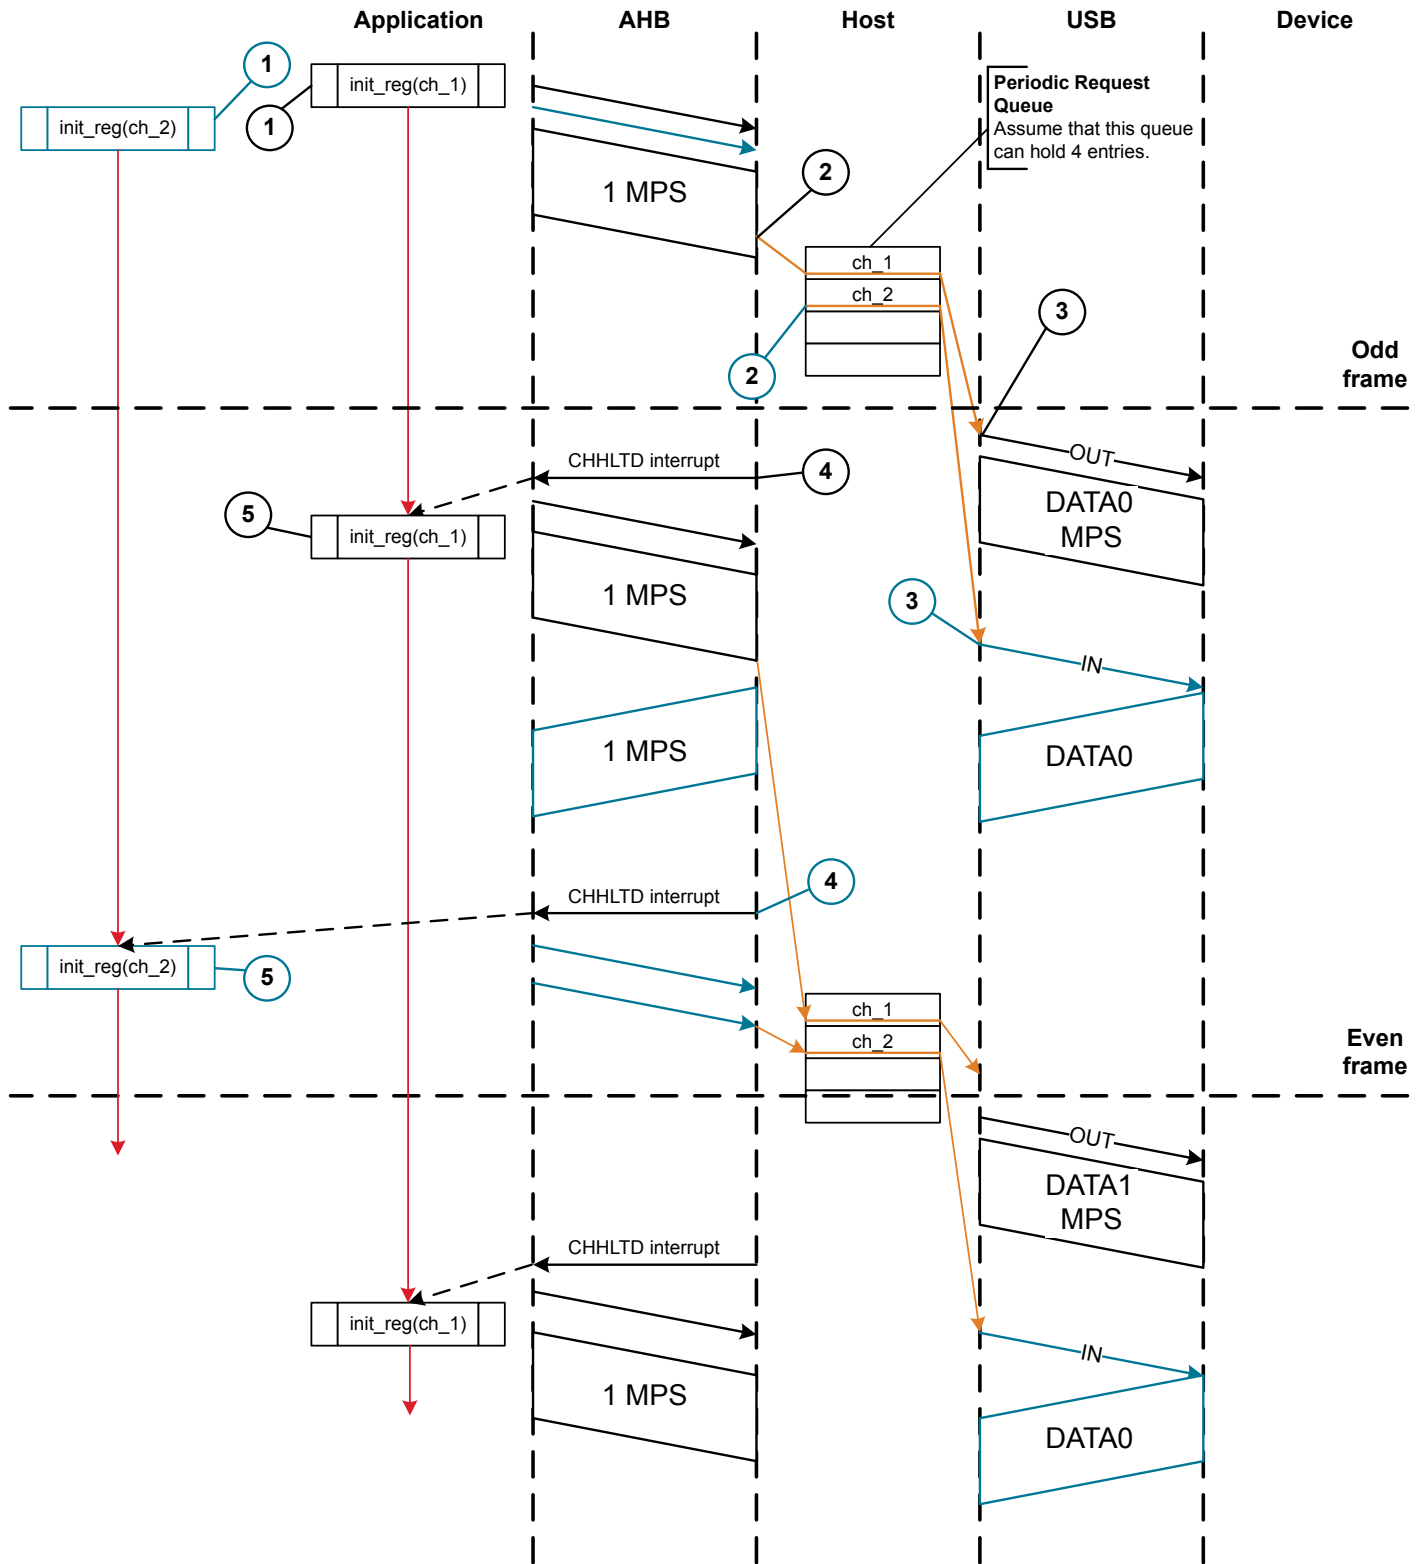 Application
AHB
Host
USB
Device
1
init_reg(ch_1)
Periodic Request
Queue
Assume that this queue
can hold 4 entries.
init_reg(ch_2)
1
2
1 MPS
ch_1
ch_2
3
2
Odd
frame
CHHLTD interrupt
4
OUT
DATA0
MPS
5
init_reg(ch_1)
1 MPS
3
IN
1 MPS
DATA0
CHHLTD interrupt
4
init_reg(ch_2)
5
ch_1
ch_2
Even
frame
OUT
DATA1
MPS
CHHLTD interrupt
init_reg(ch_1)
IN
1 MPS
DATA0